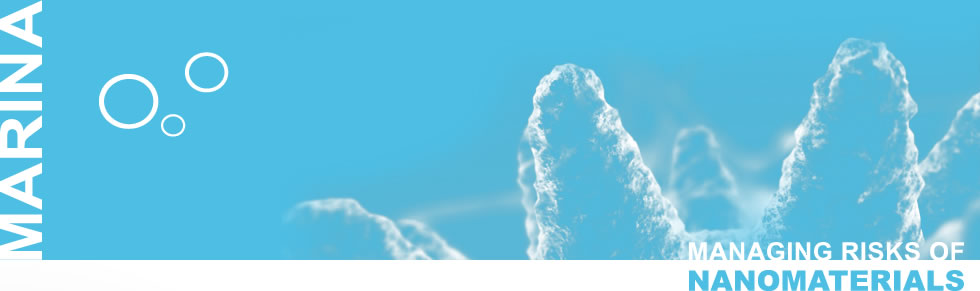 MARINA
MANAGING RISKS OF
NANOMATERIALS